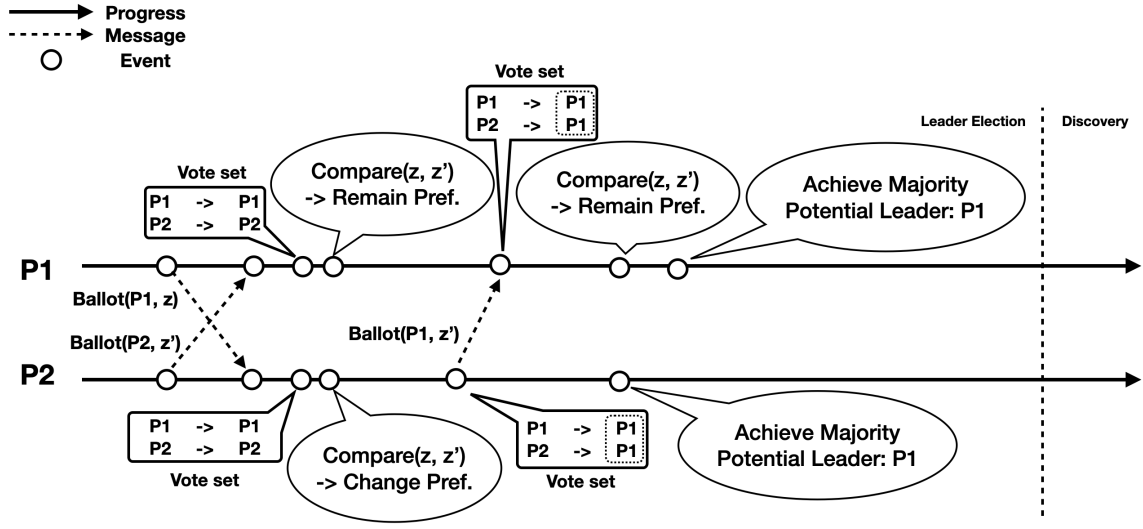 Progress
Message
Event
Vote set
P1 -> P1
P2 -> P1
Leader Election
Discovery
Vote set
P1 -> P1
P2 -> P2
Compare(z, z’)
-> Remain Pref.
Compare(z, z’)
-> Remain Pref.
Achieve Majority
Potential Leader: P1
P1
Ballot(P1, z)
Ballot(P2, z’)
Ballot(P1, z’)
P2
P1 -> P1
P2 -> P2
Vote set
Compare(z, z’)
-> Change Pref.
P1 -> P1
P2 -> P1
Vote set
Achieve Majority
Potential Leader: P1